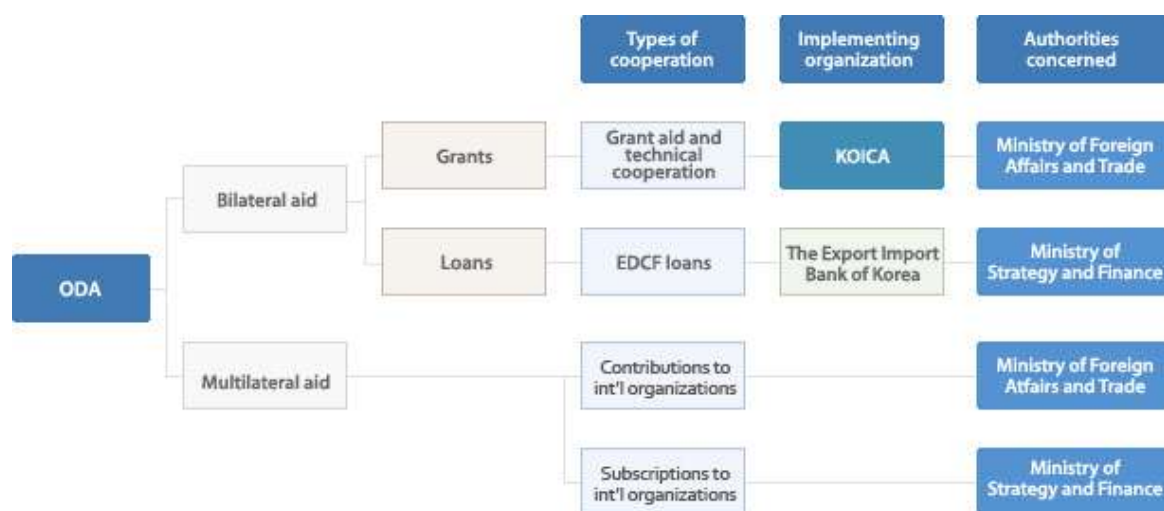 Types of
cooperation
Implementing
organization
Authorities
concerned
Grants
Grant aid and
technical
cooperation
KOICA
Ministry of Foreign
Affairs and Trade
Bilateral aid
Loans
EDCF loans
The Export Import
Bank of Korea
Ministry of
Strategy and Finance
ODA
Multilateral aid
Contributions to
int'l organizations
Ministry of Foreign
Atfairs and Trade
Subscriptions to
int'l organizations
Ministry of
Strategy and Finance